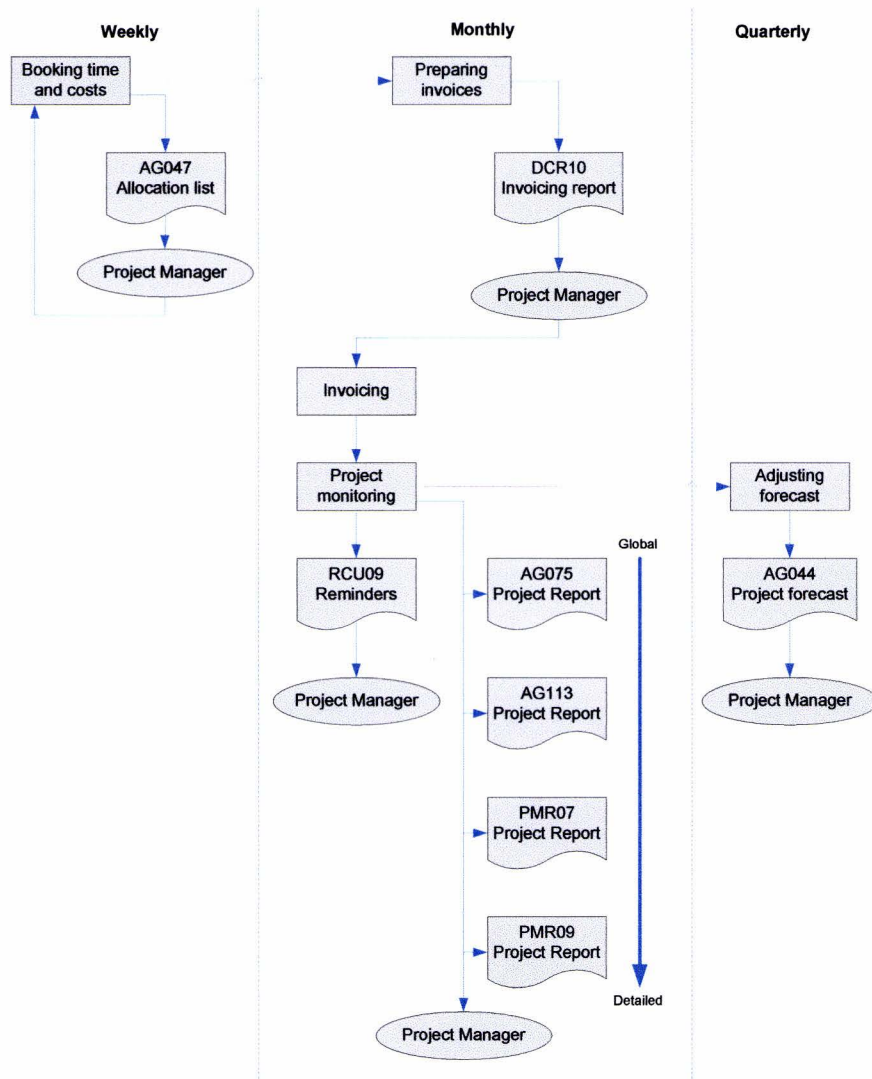 Weekly
Monthly
Quarterly
Booking time
and costs
Preparing
invoices
AG047
Allocation list
DCR10
Invoicing report
Project Manager
Project Manager
Invoicing
Project
monitoring
Adjusting
forecast
Global
RCU09
Reminders
AG075
Project Report
AG044
Project forecast
Project Manager
AG113
Project Report
Project Manager
PMR07
Project Report
PMR09
Project Report
Detailed
Project Manager